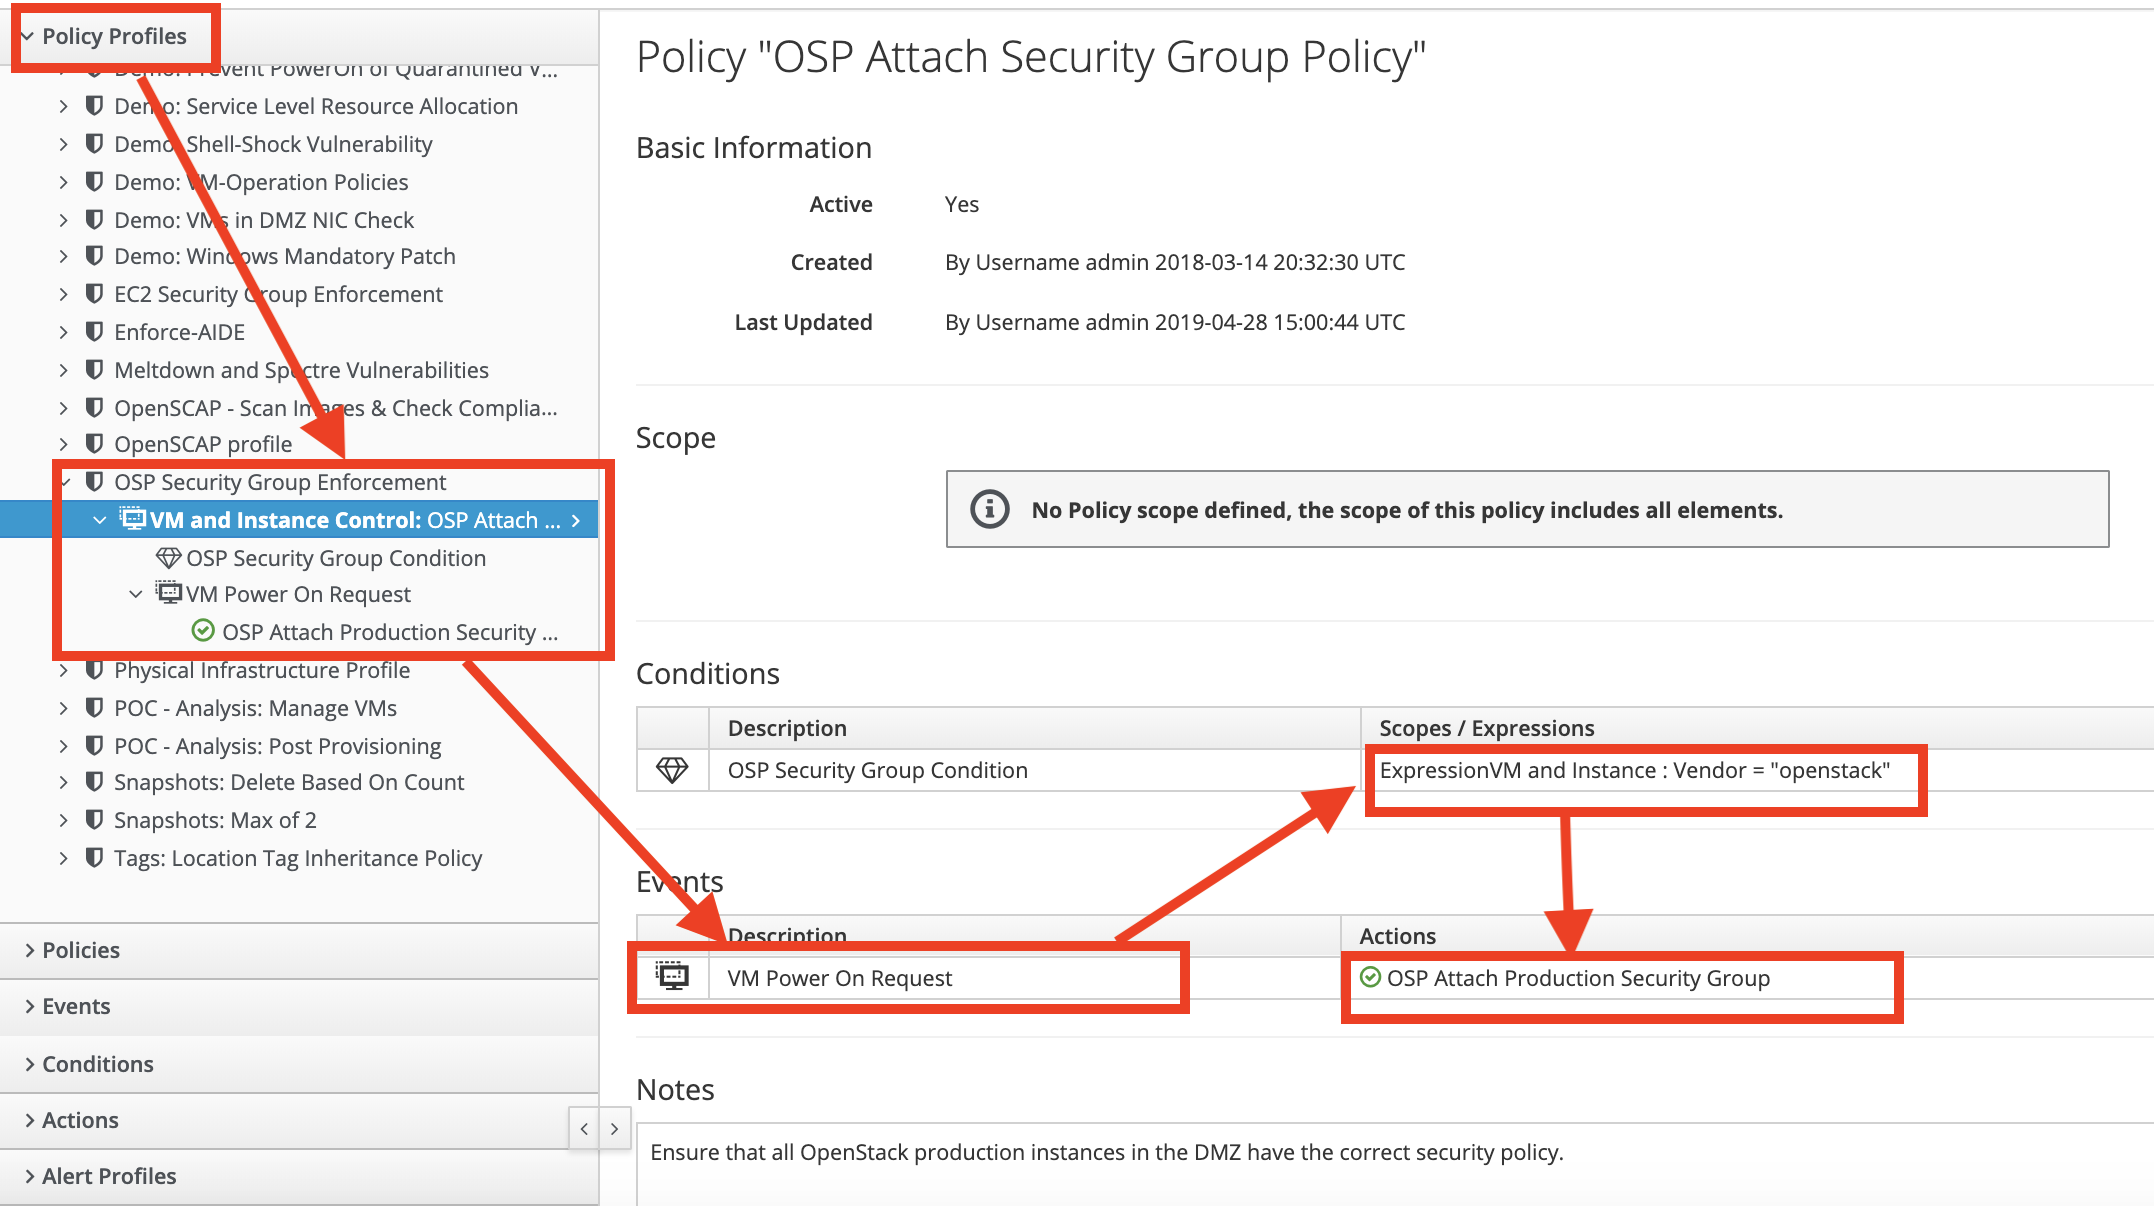 Policy Profiles
Demo: Prevent PowerOn of Quarantined V...
Demo: Service Level Resource Allocation
Demo: Shell-Shock Vulnerability
Demo: VM-Operation Policies
Demo: VMs in DMZ NIC Check
Demo: Windows Mandatory Patch
EC2 Security Group Enforcement
Enforce-AIDE
Meltdown and Spectre Vulnerabilities
OpenSCAP - Scan Images & Check Complia...
OpenSCAP profile
OSP Security Group Enforcement
VM and Instance Control: OSP Attach ...
OSP Security Group Condition
VM Power On Request
OSP Attach Production Security ...
Physical Infrastructure Profile
POC - Analysis: Manage VMs
POC - Analysis: Post Provisioning
Snapshots: Delete Based On Count
Snapshots: Max of 2
Tags: Location Tag Inheritance Policy
Policies
Events
Conditions
Actions
Alert Profiles
Policy "OSP Attach Security Group Policy"
Basic Information
Active Yes
Created By Username admin 2018-03-14 20:32:30 UTC
Last Updated By Username admin 2019-04-28 15:00:44 UTC
Scope
No Policy scope defined, the scope of this policy includes all elements.
Conditions
Description Scopes / Expressions
OSP Security Group Condition ExpressionVM and Instance : Vendor = "openstack"
Events
Description Actions
VM Power On Request OSP Attach Production Security Group
Notes
Ensure that all OpenStack production instances in the DMZ have the correct security policy.